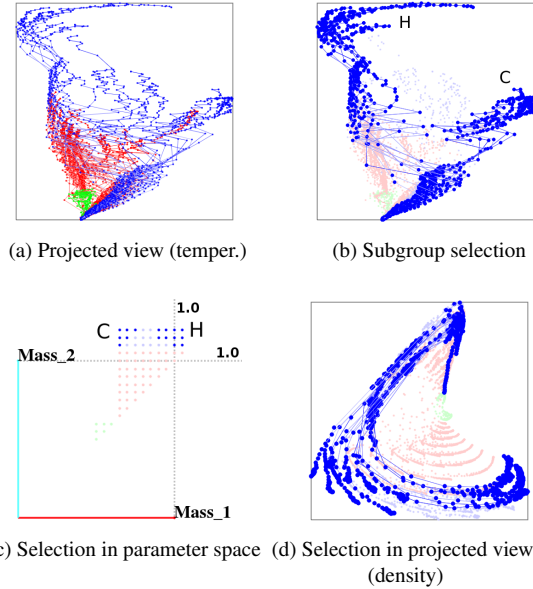 H
C
(a) Projected view (temper.)
(b) Subgroup selection
1.0
C
H
Mass_2
1.0
Mass_1
c) Selection in parameter space
(d) Selection in projected view
(density)